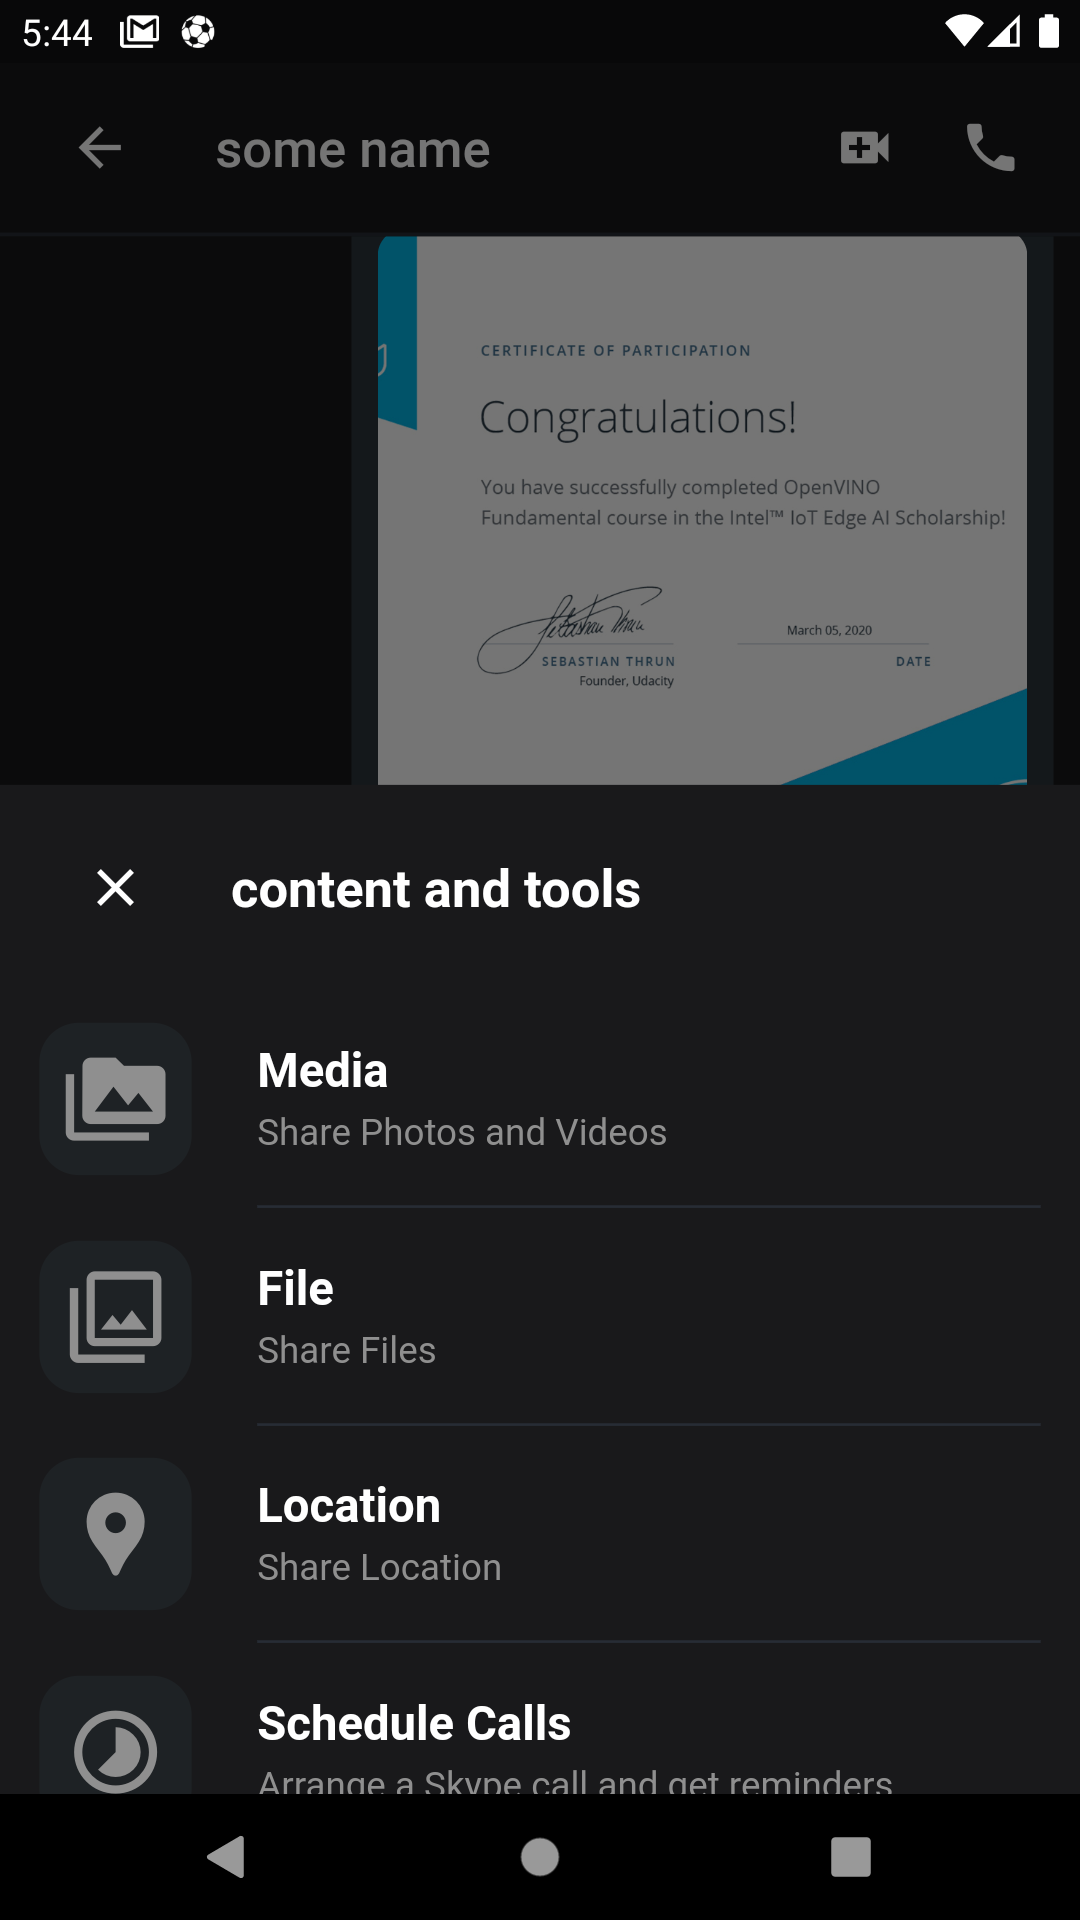 5:44
some name
CERTIFICATE OF PARTICIPATION
Congratulations!
You have successfully completed OpenVINO
Fundamental course in the Intel™ IoT Edge AI Scholarship!
Sebastian Thrun
March 05, 2020
SEBASTIAN THRUN
DATE
Founder, Udacity
content and tools
Media
Share Photos and Videos
File
Share Files
Location
Share Location
Schedule Calls
Arrange a Skype call and get reminders